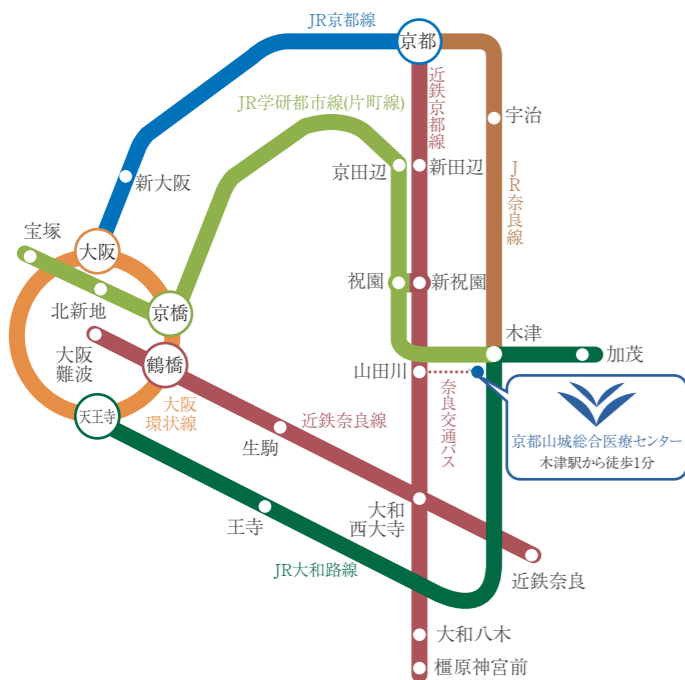 JR京都線
京都
近鉄京都線
JR学研都市線(片町線)
宇治
京田辺
新田辺
JR奈良線
新大阪
宝塚
大阪
祝園
新祝園
北新地
京橋
木津
加茂
大阪
難波
鶴橋
山田川
奈良交通バス
京都山城総合医療センター
木津駅から徒歩1分
天王寺
大阪
環状線
近鉄奈良線
生駒
大和
西大寺
王寺
JR大和路線
近鉄奈良
大和八木
橿原神宮前